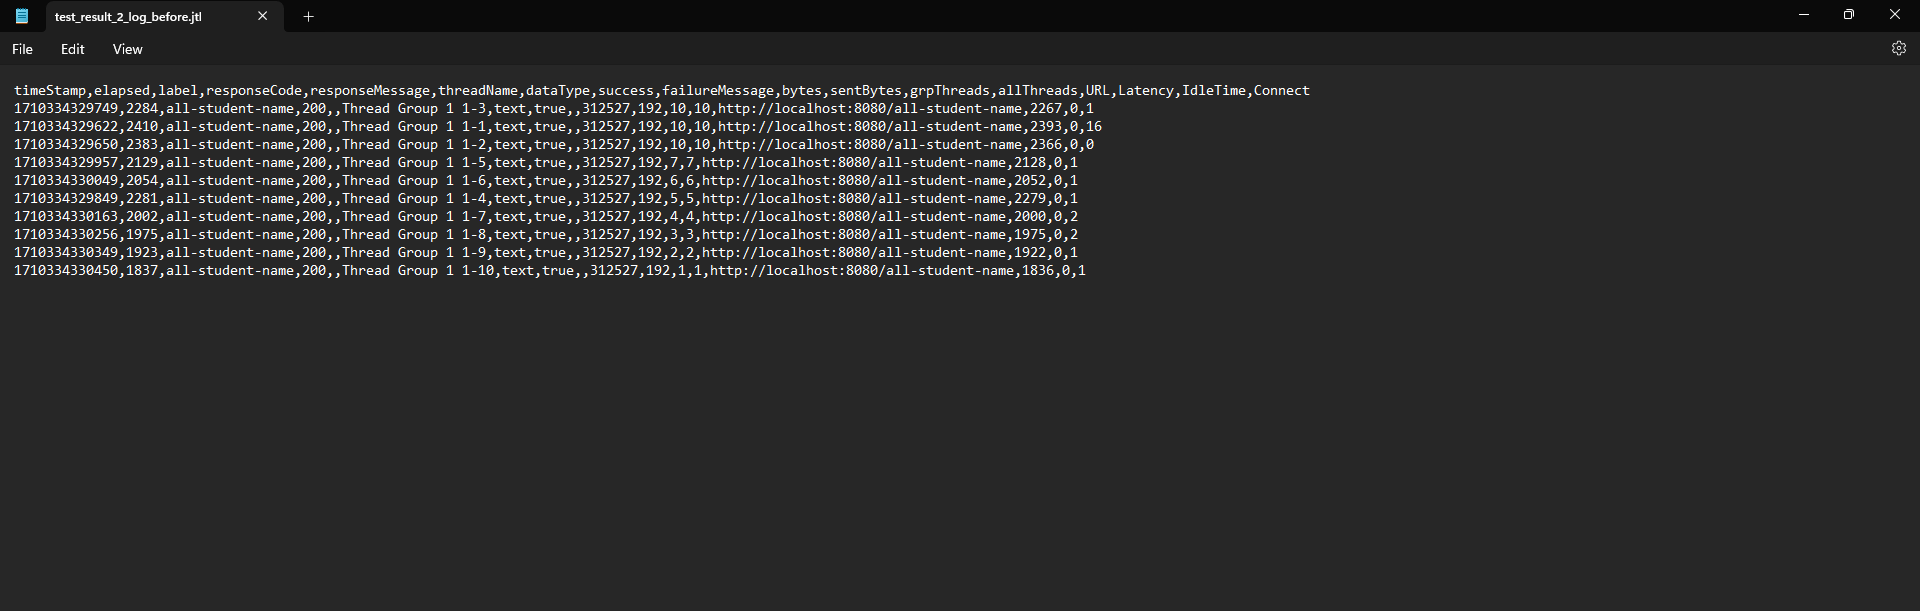 test_result_2_log_before.jtl
File Edit View
timeStamp,elapsed,label,responseCode,responseMessage,threadName,dataType,success,failureMessage,bytes,sentBytes,grpThreads,allThreads,URL,Latency,IdleTime,Connect
1710334329749,2284,all-student-name,200,,Thread Group 1 1-3,text,true,,312527,192,10,10,http://localhost:8080/all-student-name,2267,0,1
1710334329622,2410,all-student-name,200,,Thread Group 1 1-1,text,true,,312527,192,10,10,http://localhost:8080/all-student-name,2393,0,16
1710334329650,2383,all-student-name,200,,Thread Group 1 1-2,text,true,,312527,192,10,10,http://localhost:8080/all-student-name,2366,0,0
1710334329957,2129,all-student-name,200,,Thread Group 1 1-5,text,true,,312527,192,7,7,http://localhost:8080/all-student-name,2128,0,1
1710334330049,2054,all-student-name,200,,Thread Group 1 1-6,text,true,,312527,192,6,6,http://localhost:8080/all-student-name,2052,0,1
1710334329849,2281,all-student-name,200,,Thread Group 1 1-4,text,true,,312527,192,5,5,http://localhost:8080/all-student-name,2279,0,1
1710334330163,2002,all-student-name,200,,Thread Group 1 1-7,text,true,,312527,192,4,4,http://localhost:8080/all-student-name,2000,0,2
1710334330256,1975,all-student-name,200,,Thread Group 1 1-8,text,true,,312527,192,3,3,http://localhost:8080/all-student-name,1975,0,2
1710334330349,1923,all-student-name,200,,Thread Group 1 1-9,text,true,,312527,192,2,2,http://localhost:8080/all-student-name,1922,0,1
1710334330450,1837,all-student-name,200,,Thread Group 1 1-10,text,true,,312527,192,1,1,http://localhost:8080/all-student-name,1836,0,1